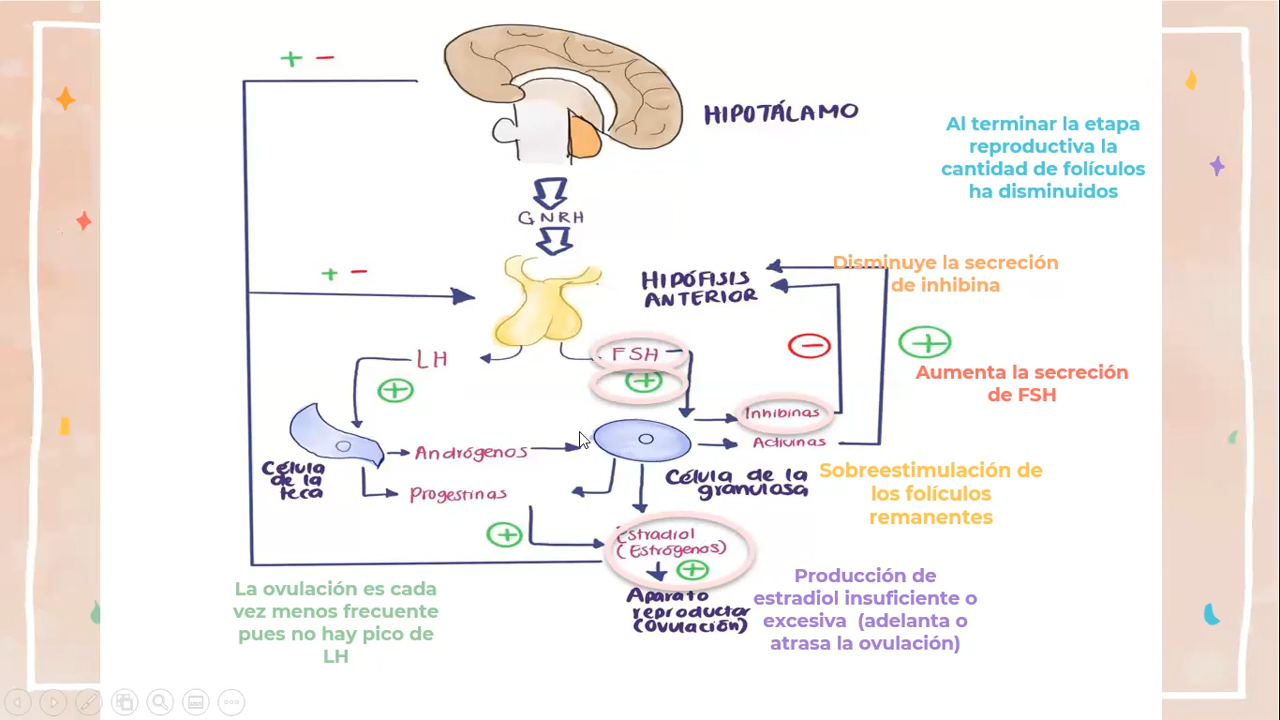 + -
HIPOTÁLAMO
Al terminar la etapa
reproductiva la
cantidad de folículos
ha disminuidos
GNRH
Disminuye la secreción
de inhibina
+ -
HIPÓFISIS
ANTERIOR
LH
FSH
+
+
-
+
Aumenta la secreción
de FSH
Inhibinas
Activinas
Andrógenos
Célula
de la
teca
Progestinas
Célula de la
granulosa
Sobreestimulación de
los folículos
remanentes
+
Estradiol
(Estrógenos)
+
Aparato
reproductor
(Ovulación)
Producción de
estradiol insuficiente o
excesiva (adelanta o
atrasa la ovulación)
La ovulación es cada
vez menos frecuente
pues no hay pico de
LH